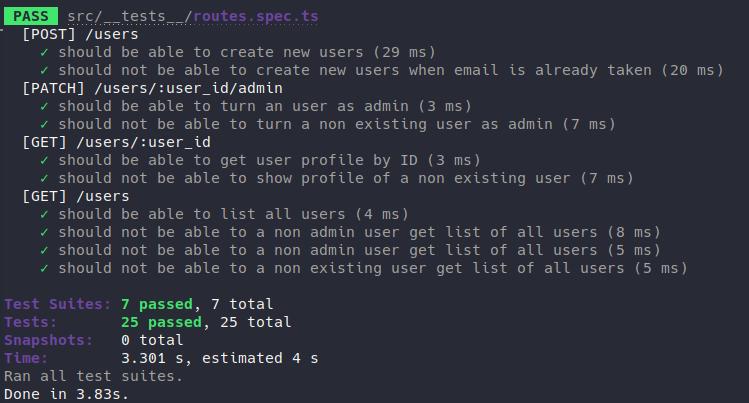 PASS src/__tests__/routes.spec.ts
[POST] /users
✓ should be able to create new users (29 ms)
✓ should not be able to create new users when email is already taken (20 ms)
[PATCH] /users/:user_id/admin
✓ should be able to turn an user as admin (3 ms)
✓ should not be able to turn a non existing user as admin (7 ms)
[GET] /users/:user_id
✓ should be able to get user profile by ID (3 ms)
✓ should not be able to show profile of a non existing user (7 ms)
[GET] /users
✓ should be able to list all users (4 ms)
✓ should not be able to a non admin user get list of all users (8 ms)
✓ should not be able to a non admin user get list of all users (5 ms)
✓ should not be able to a non existing user get list of all users (5 ms)
Test Suites: 7 passed, 7 total
Tests: 25 passed, 25 total
Snapshots: 0 total
Time: 3.301 s, estimated 4 s
Ran all test suites.
Done in 3.83s.